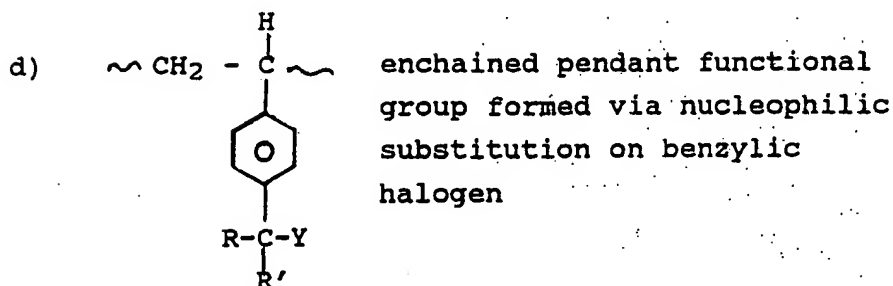 H
d) ~ CH₂ - C ~ enchained pendant functional
group formed via nucleophilic
substitution on benzylic
halogen
O
R-C-Y
R'